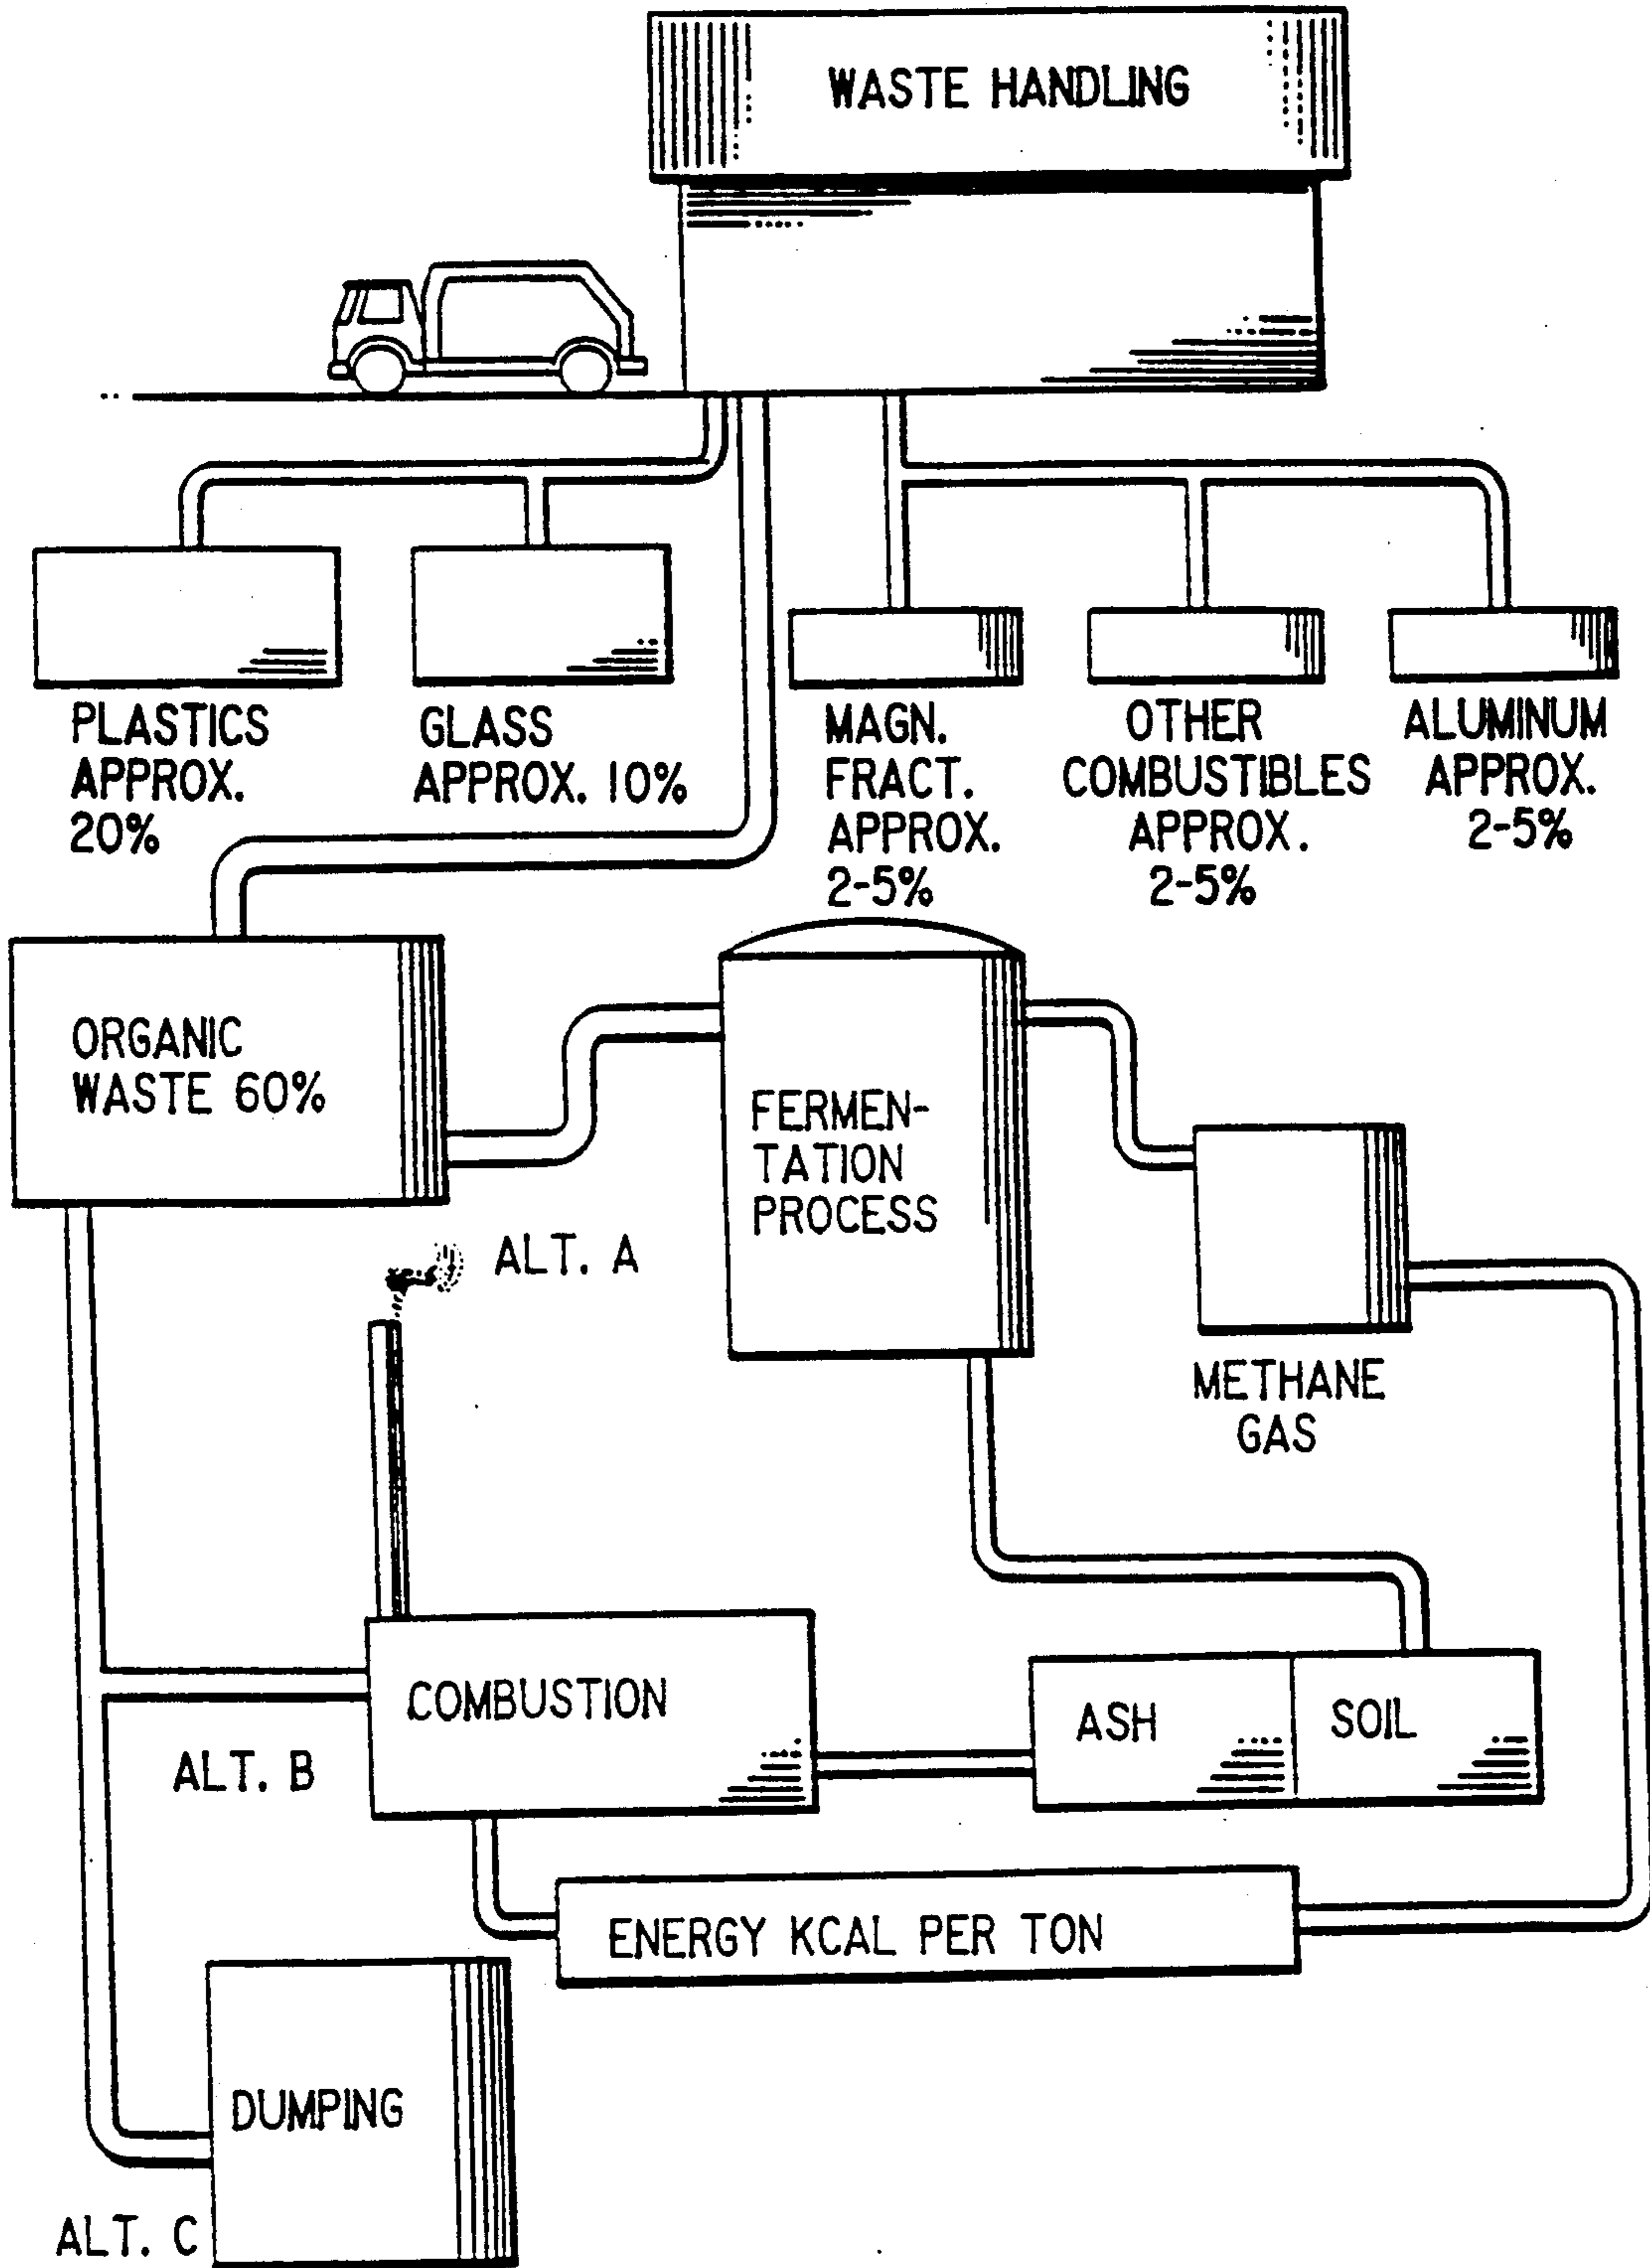 WASTE HANDLING
PLASTICS
APPROX.
20%
GLASS
APPROX. 10%
MAGN.
FRACT.
APPROX.
2-5%
OTHER
COMBUSTIBLES
APPROX.
2-5%
ALUMINUM
APPROX.
2-5%
ORGANIC
WASTE 60%
FERMEN-
TATION
PROCESS
ALT. A
METHANE
GAS
COMBUSTION
ASH
SOIL
ALT. B
ENERGY KCAL PER TON
DUMPING
ALT. C